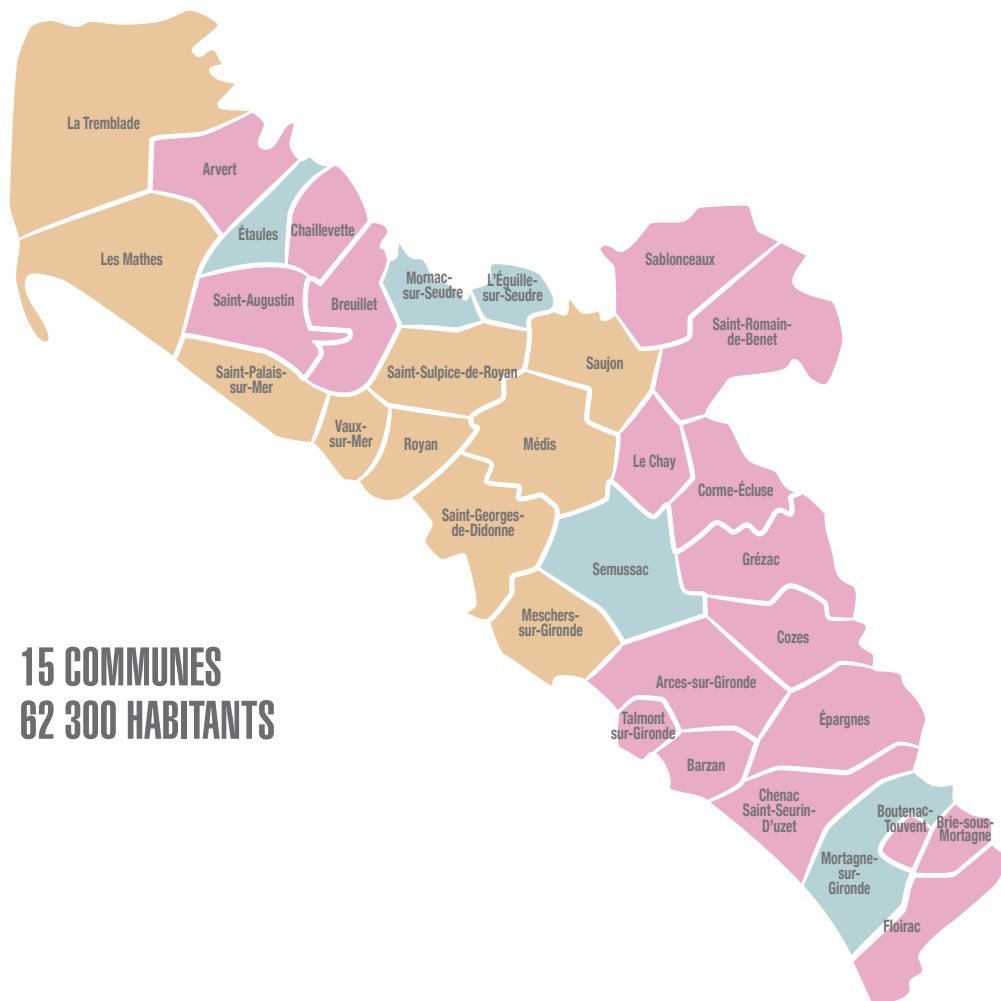 La Tremblade
Arvert
Étaules
Chaillevette
Les Mathes
Saint-Augustin
Breuillet
Mornac-
sur-Seudre
L'Éguille-
sur-Seudre
Sablonceaux
Saint-Romain-
de-Benet
Saint-Palais-
sur-Mer
Saint-Sulpice-de-Royan
Saujon
Vaux-
sur-Mer
Royan
Médis
Le Chay
Corme-Écluse
Saint-Georges-
de-Didonne
Semussac
Grézac
Meschers-
sur-Gironde
Cozes
15 COMMUNES
62 300 HABITANTS
Arces-sur-Gironde
Talmont
sur-Gironde
Épargnes
Barzan
Chenac
Saint-Seurin-
D'uzet
Boutenac-
Touvent
Brie-sous-
Mortagne
Mortagne-
sur-
Gironde
Floirac